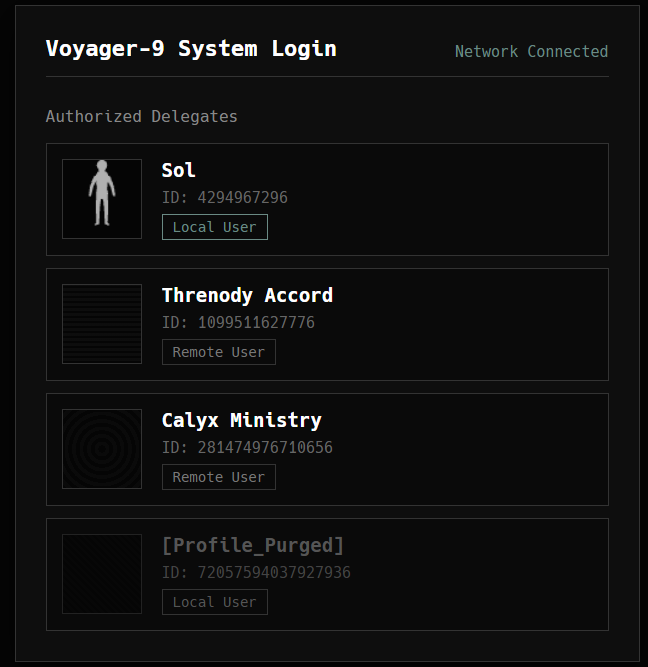 Voyager-9 System Login
Network Connected
Authorized Delegates
Sol
ID: 4294967296
Local User
Threnody Accord
ID: 1099511627776
Remote User
Calyx Ministry
ID: 281474976710656
Remote User
[Profile_Purged]
ID: 72057594037927936
Local User